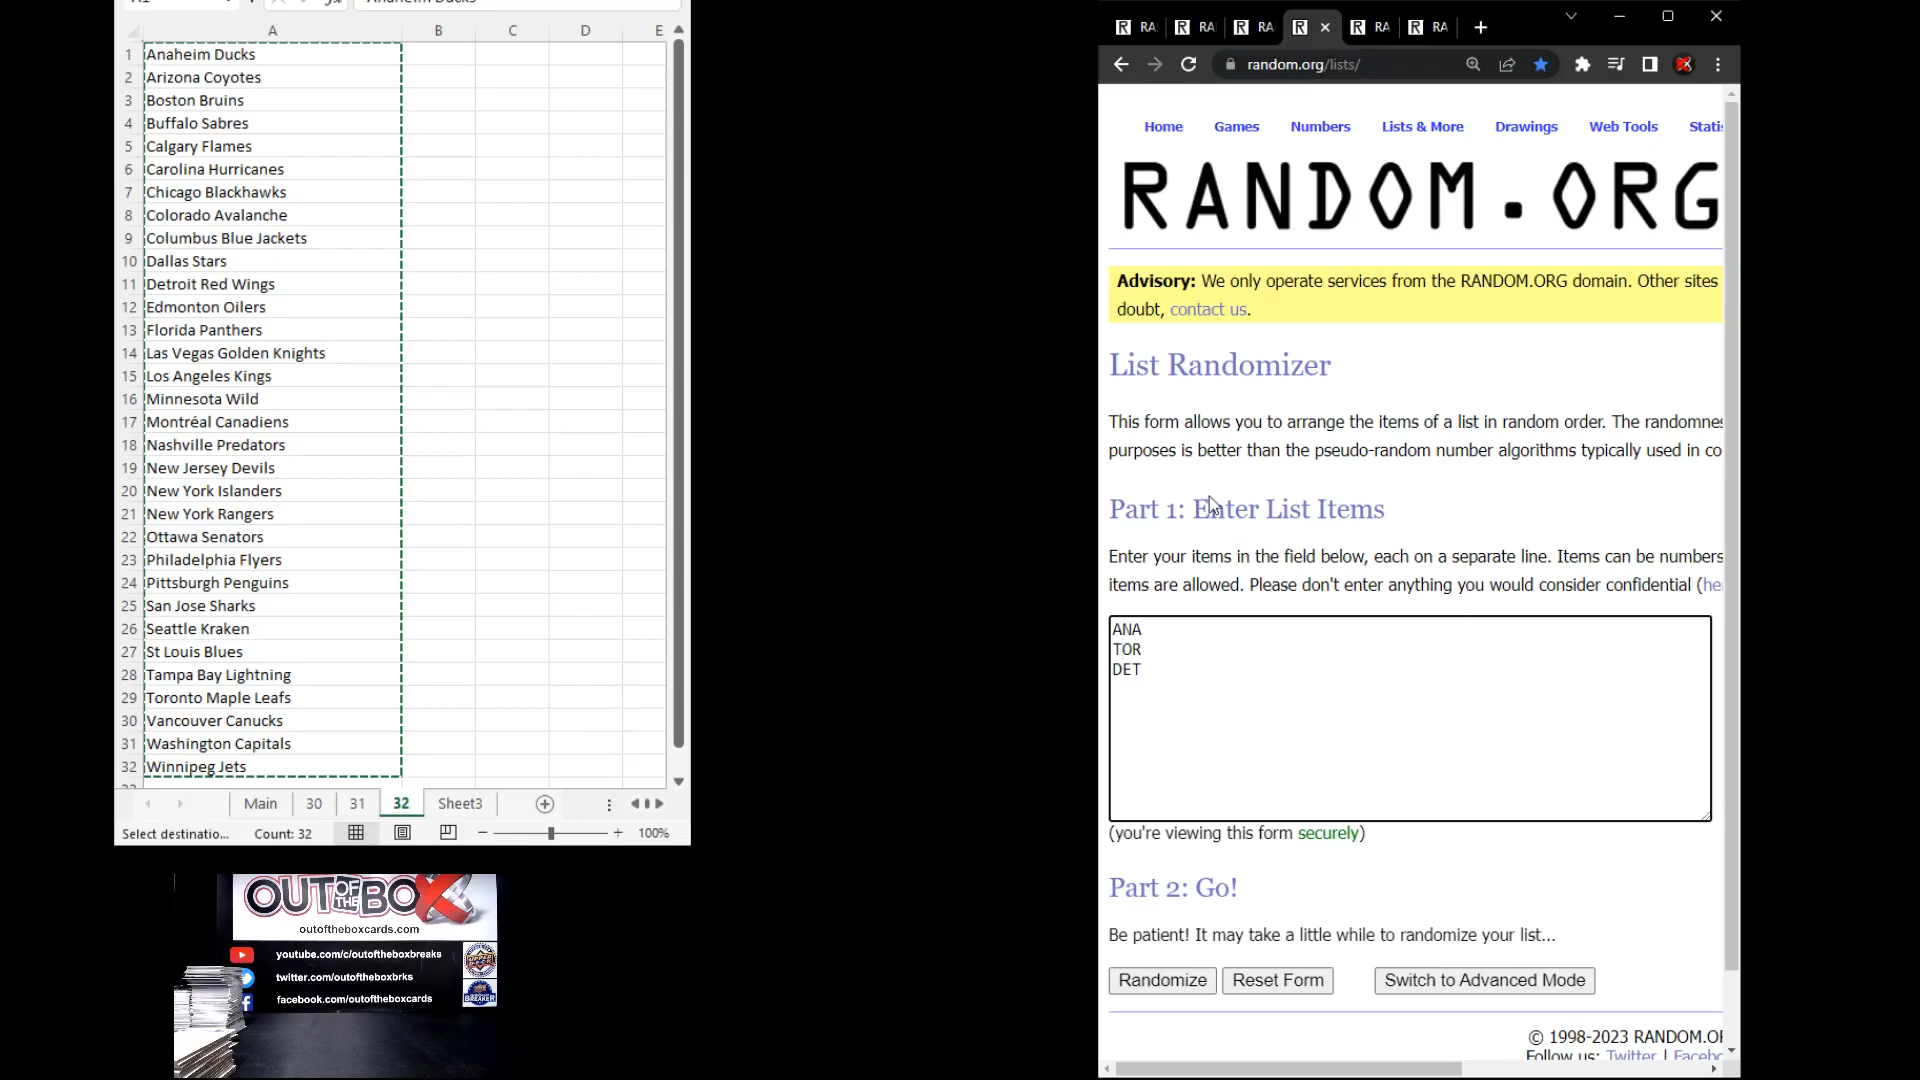 A B C D E
1 Anaheim Ducks
2 Arizona Coyotes
3 Boston Bruins
4 Buffalo Sabres
5 Calgary Flames
6 Carolina Hurricanes
7 Chicago Blackhawks
8 Colorado Avalanche
9 Columbus Blue Jackets
10 Dallas Stars
11 Detroit Red Wings
12 Edmonton Oilers
13 Florida Panthers
14 Las Vegas Golden Knights
15 Los Angeles Kings
16 Minnesota Wild
17 Montréal Canadiens
18 Nashville Predators
19 New Jersey Devils
20 New York Islanders
21 New York Rangers
22 Ottawa Senators
23 Philadelphia Flyers
24 Pittsburgh Penguins
25 San Jose Sharks
26 Seattle Kraken
27 St Louis Blues
28 Tampa Bay Lightning
29 Toronto Maple Leafs
30 Vancouver Canucks
31 Washington Capitals
32 Winnipeg Jets
Main 30 31 32 Sheet3
Select destinatio... Count: 32 100%
OUT OF THE BOX
outoftheboxcards.com
youtube.com/c/outoftheboxbreaks
twitter.com/outoftheboxbrks
facebook.com/outoftheboxcards
RA RA RA RA RA
random.org/lists/
Home Games Numbers Lists & More Drawings Web Tools Statis
RANDOM.ORG
Advisory: We only operate services from the RANDOM.ORG domain. Other sites
doubt, contact us.
List Randomizer
This form allows you to arrange the items of a list in random order. The randomnes
purposes is better than the pseudo-random number algorithms typically used in co
Part 1: Enter List Items
Enter your items in the field below, each on a separate line. Items can be numbers
items are allowed. Please don't enter anything you would consider confidential (he
ANA
TOR
DET
(you're viewing this form securely)
Part 2: Go!
Be patient! It may take a little while to randomize your list...
Randomize Reset Form Switch to Advanced Mode
© 1998-2023 RANDOM.OR
Follow us: Twitter | Facebo